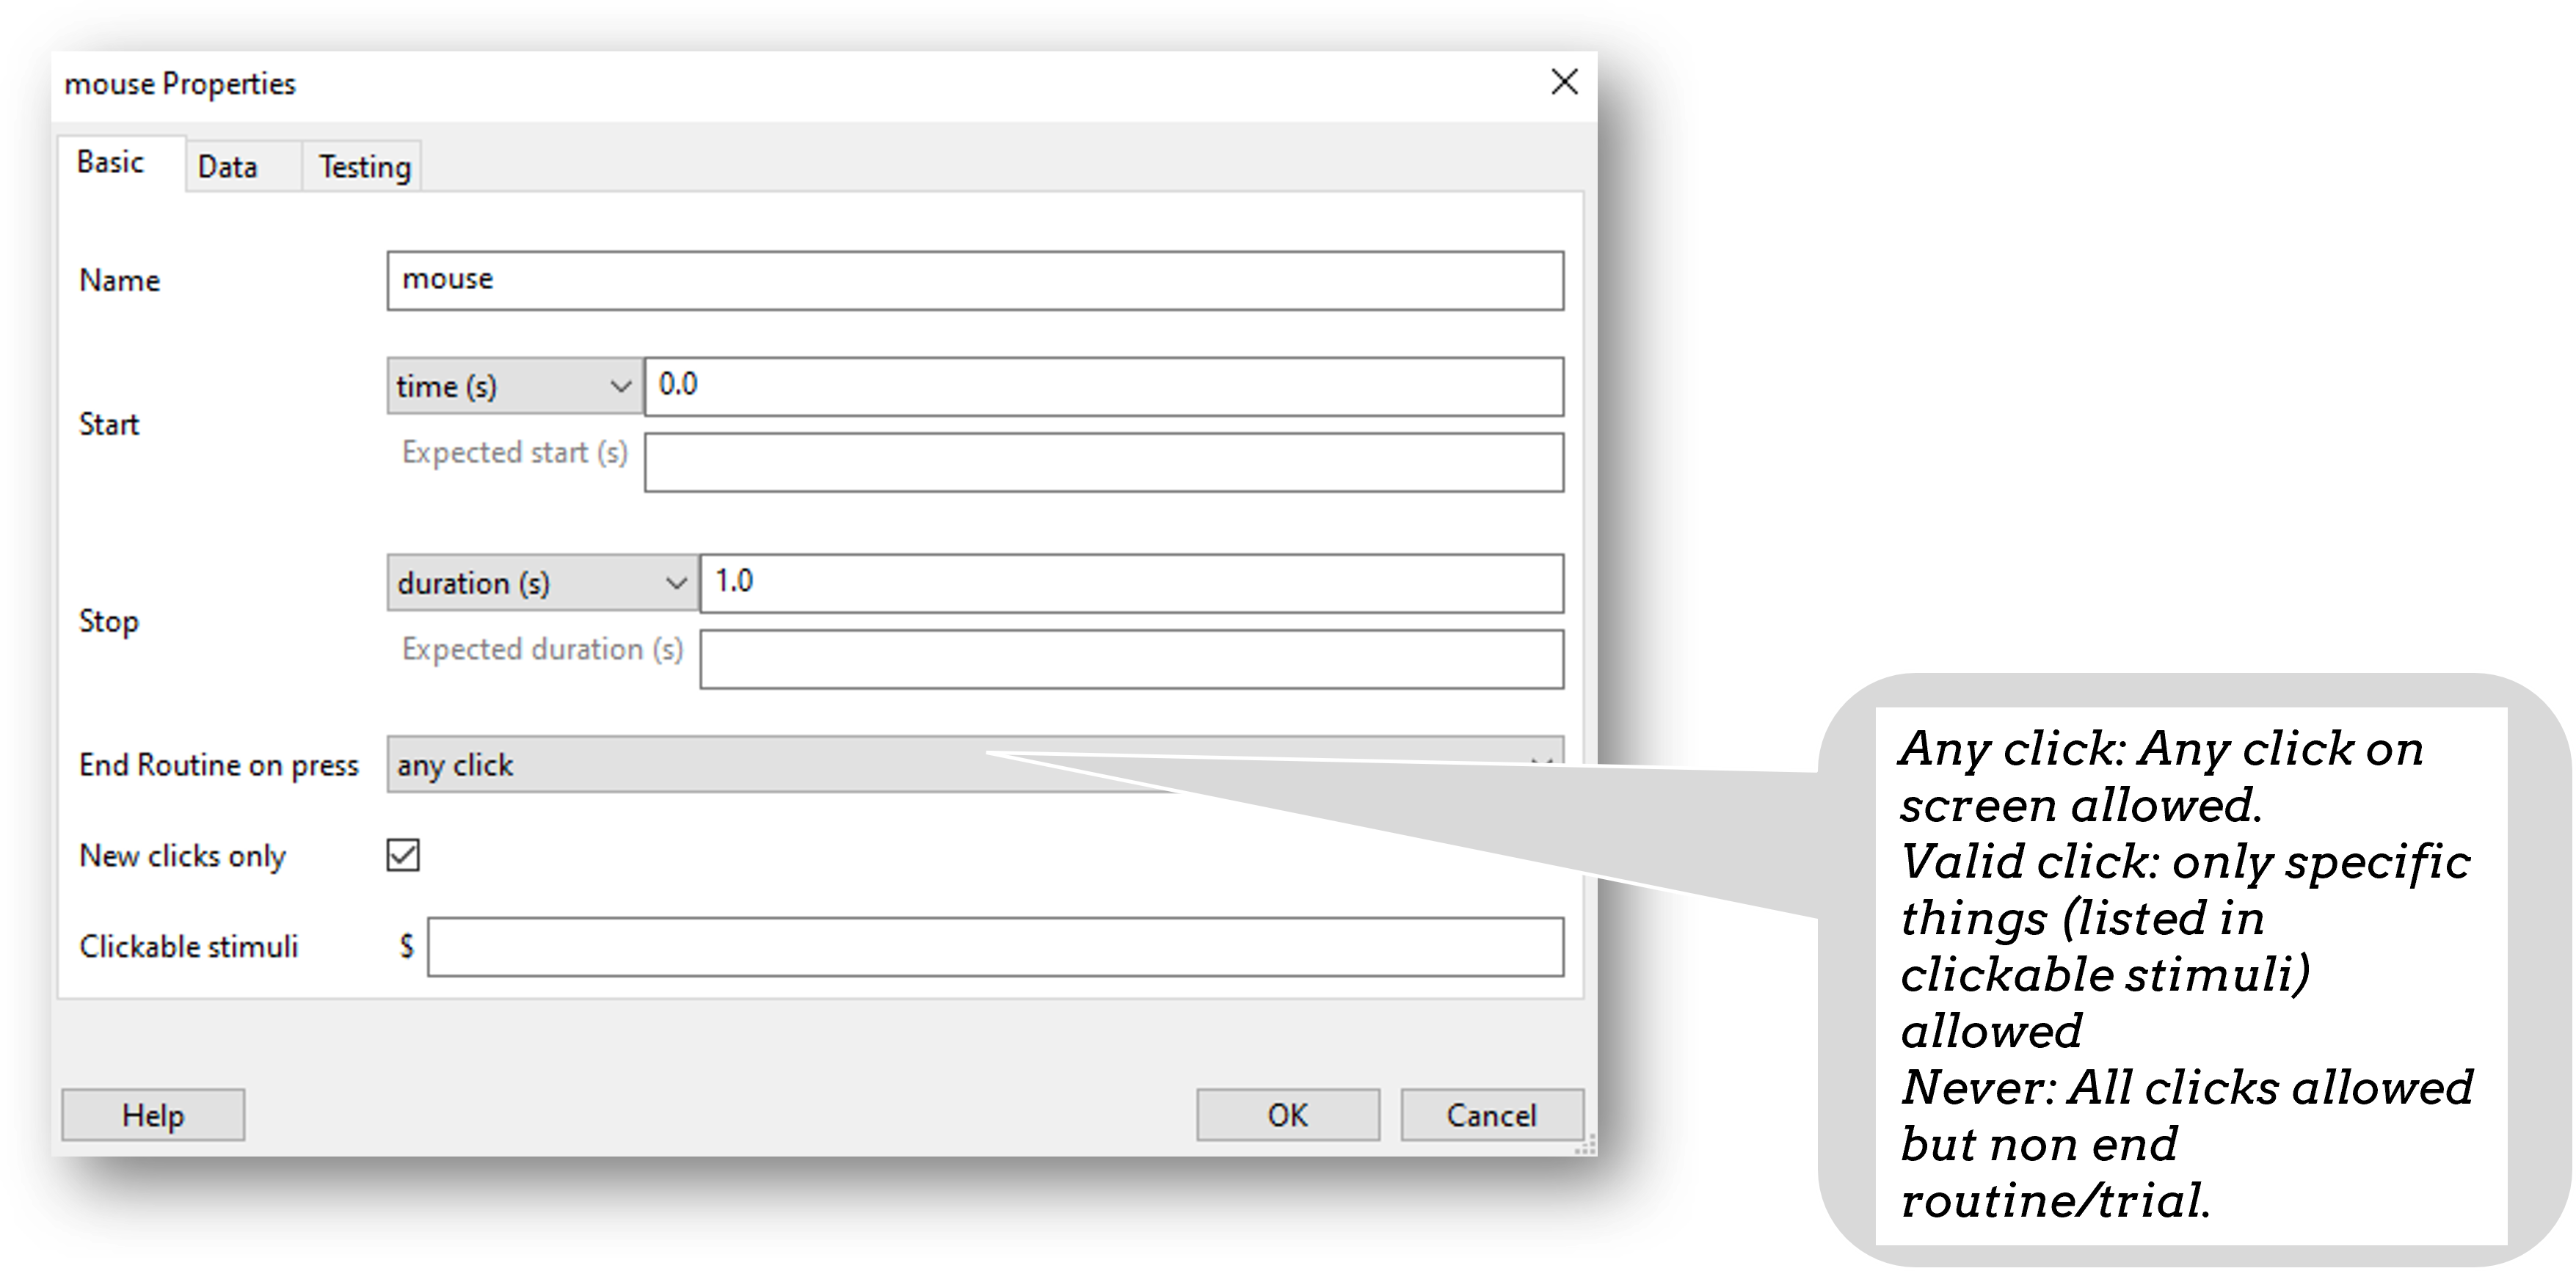 mouse Properties
Basic Data Testing
Name mouse
Start time (s) 0.0
Expected start (s)
Stop duration (s) 1.0
Expected duration (s)
End Routine on press any click
New clicks only
Clickable stimuli $
Help OK Cancel
Any click: Any click on
screen allowed.
Valid click: only specific
things (listed in
clickable stimuli)
allowed
Never: All clicks allowed
but non end
routine/trial.